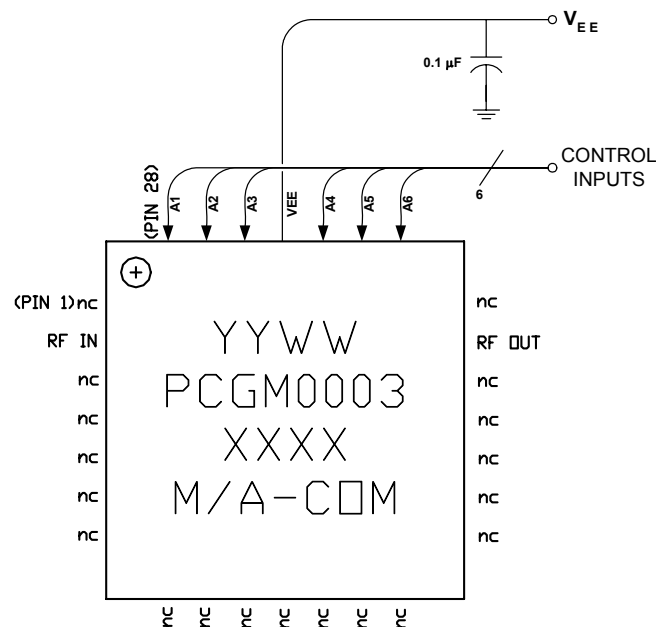 VEE
0.1 µF
CONTROL
INPUTS
6
(PIN 28)
A1
A2
A3
VEE
A4
A5
A6
(PIN 1) nc
nc
RF IN
RF OUT
nc
nc
nc
nc
nc
nc
nc
nc
nc
nc
YYWW
PCGM0003
XXXX
M/A-COM
nc
nc
nc
nc
nc
nc
nc